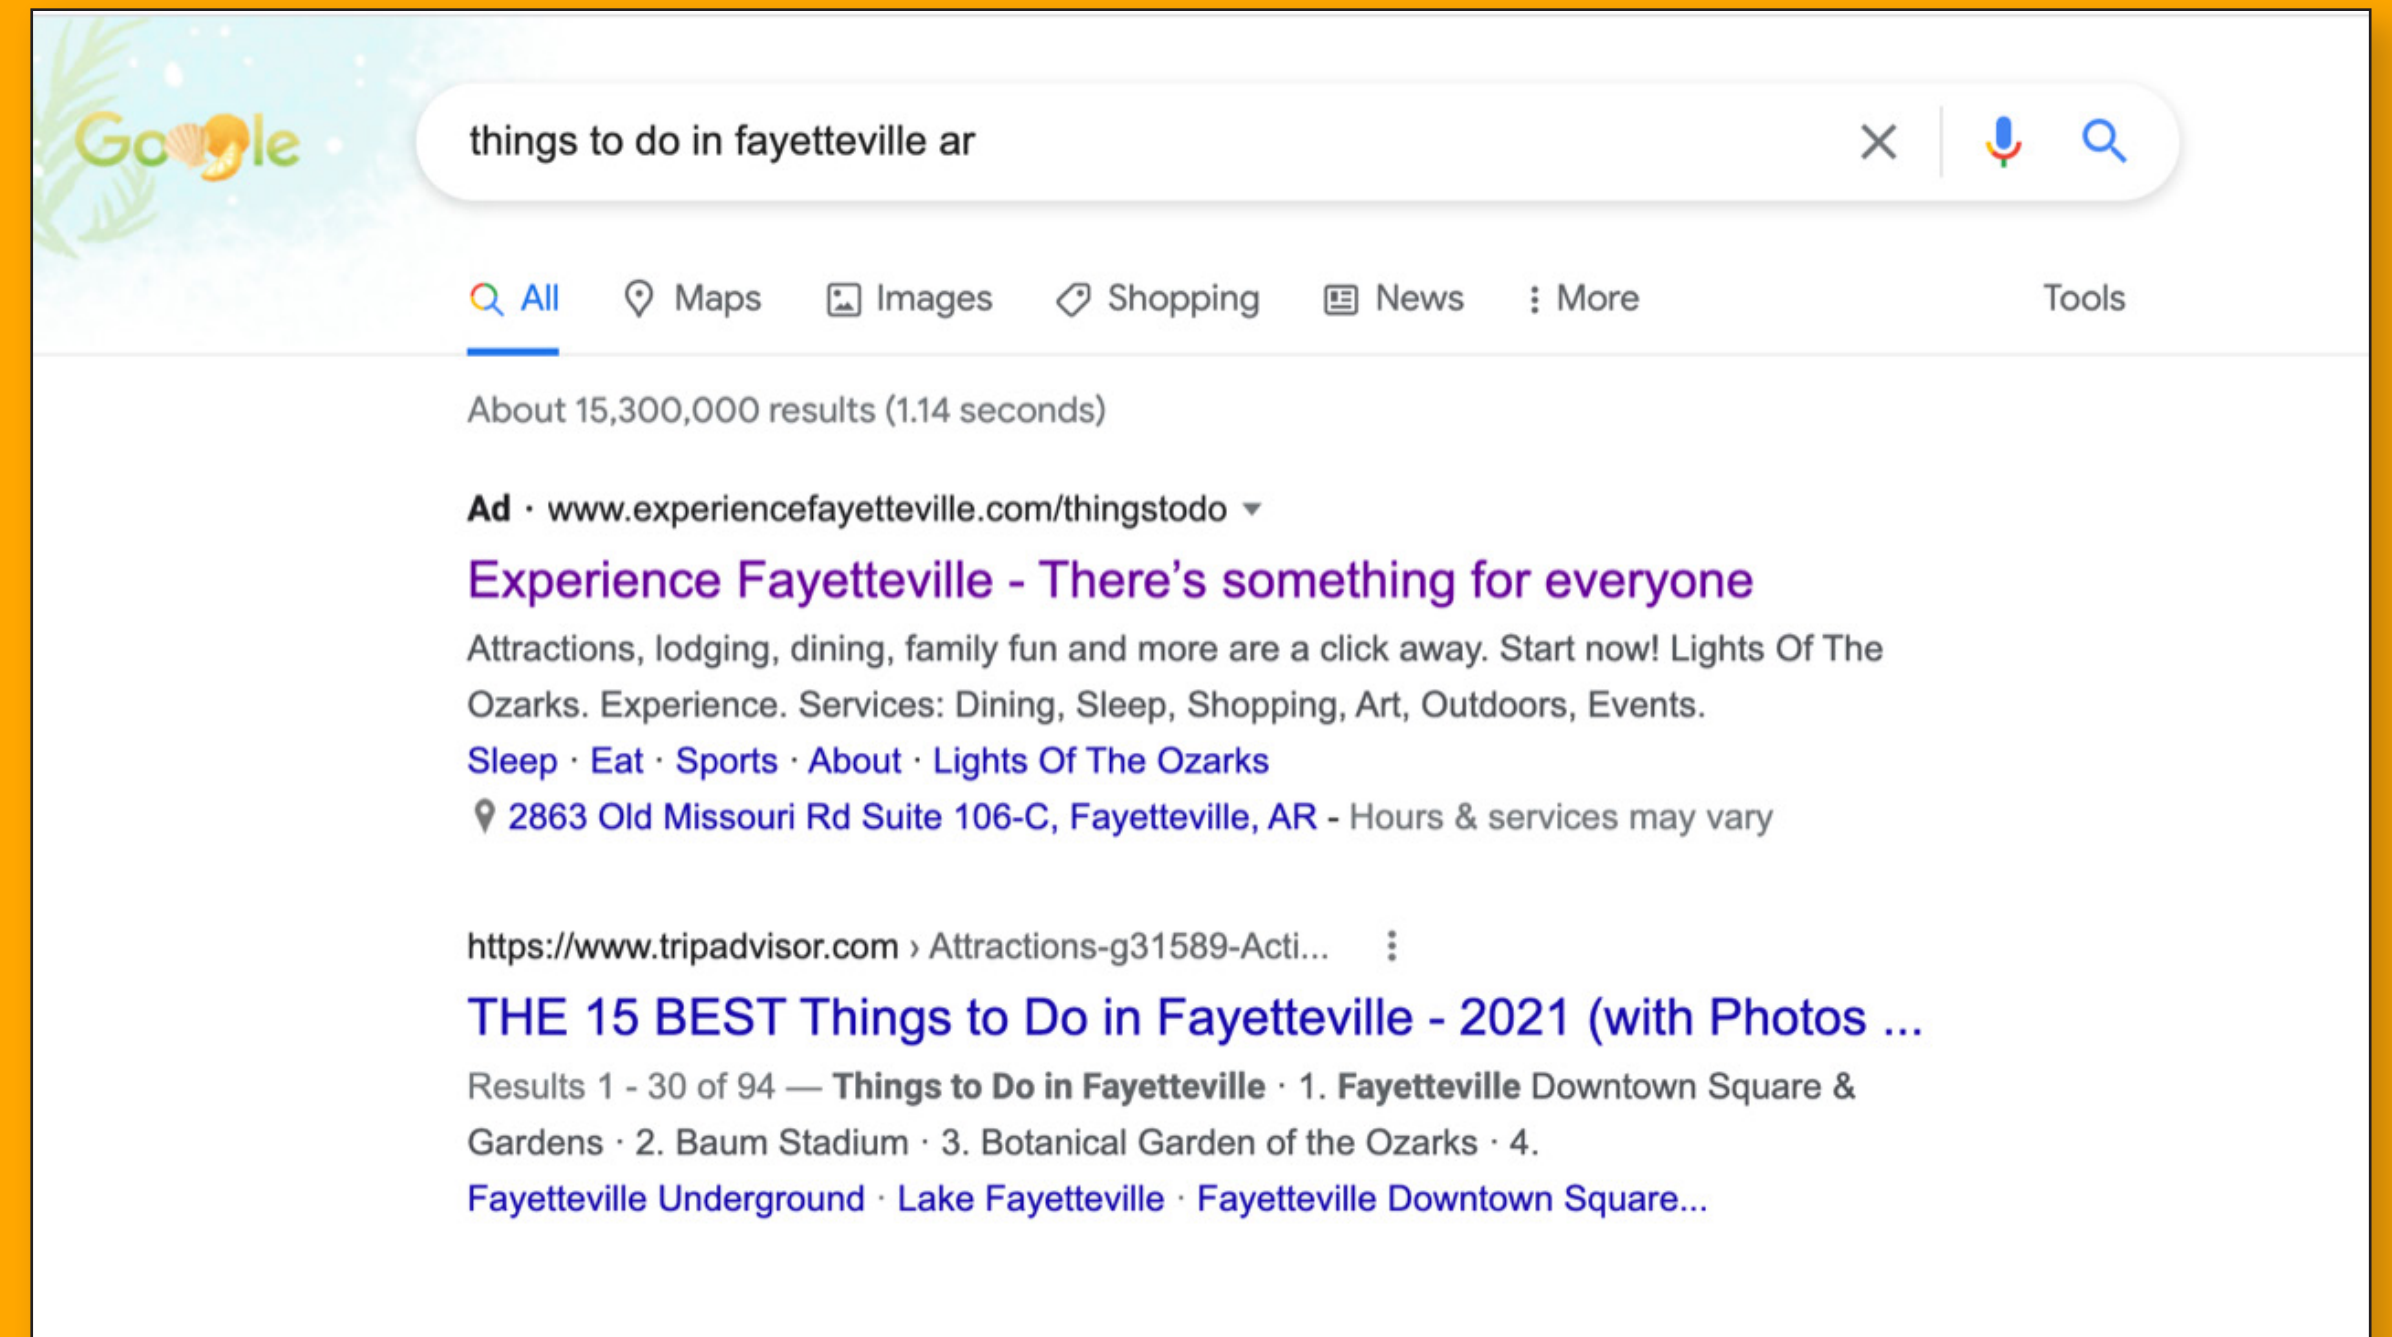 Google
things to do in fayetteville ar
All Maps Images Shopping News More Tools
About 15,300,000 results (1.14 seconds)
Ad · www.experiencefayetteville.com/thingstodo
Experience Fayetteville - There’s something for everyone
Attractions, lodging, dining, family fun and more are a click away. Start now! Lights Of The
Ozarks. Experience. Services: Dining, Sleep, Shopping, Art, Outdoors, Events.
Sleep · Eat · Sports · About · Lights Of The Ozarks
2863 Old Missouri Rd Suite 106-C, Fayetteville, AR - Hours & services may vary
https://www.tripadvisor.com › Attractions-g31589-Acti...
THE 15 BEST Things to Do in Fayetteville - 2021 (with Photos ...
Results 1 - 30 of 94 — Things to Do in Fayetteville · 1. Fayetteville Downtown Square &
Gardens · 2. Baum Stadium · 3. Botanical Garden of the Ozarks · 4.
Fayetteville Underground · Lake Fayetteville · Fayetteville Downtown Square...